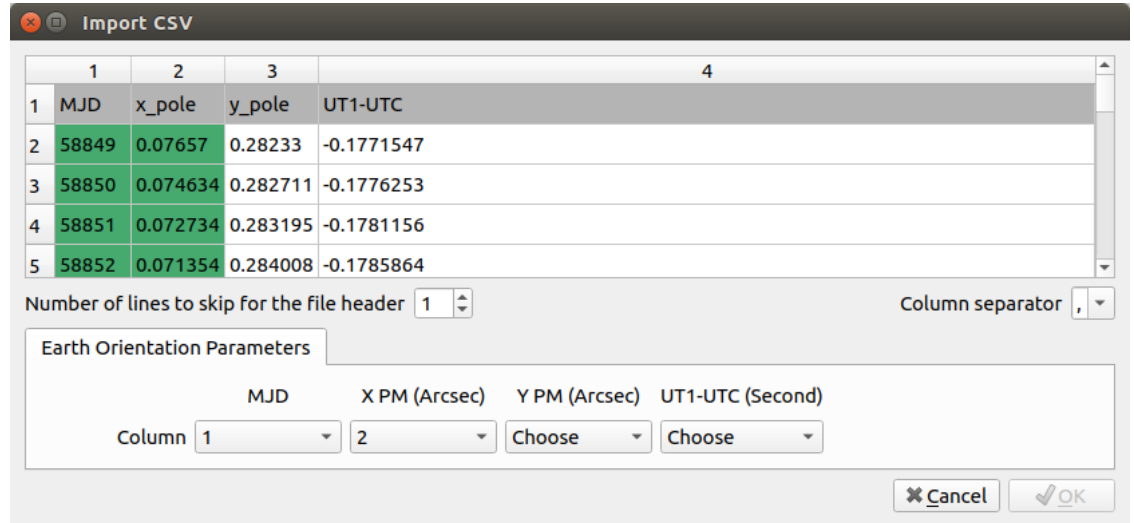 Import CSV
1 2 3 4
1 MJD x_pole y_pole UT1-UTC
2 58849 0.07657 0.28233 -0.1771547
3 58850 0.074634 0.282711 -0.1776253
4 58851 0.072734 0.283195 -0.1781156
5 58852 0.071354 0.284008 -0.1785864
Number of lines to skip for the file header 1 Column separator ,
Earth Orientation Parameters
MJD X PM (Arcsec) Y PM (Arcsec) UT1-UTC (Second)
Column 1 2 Choose Choose
Cancel OK